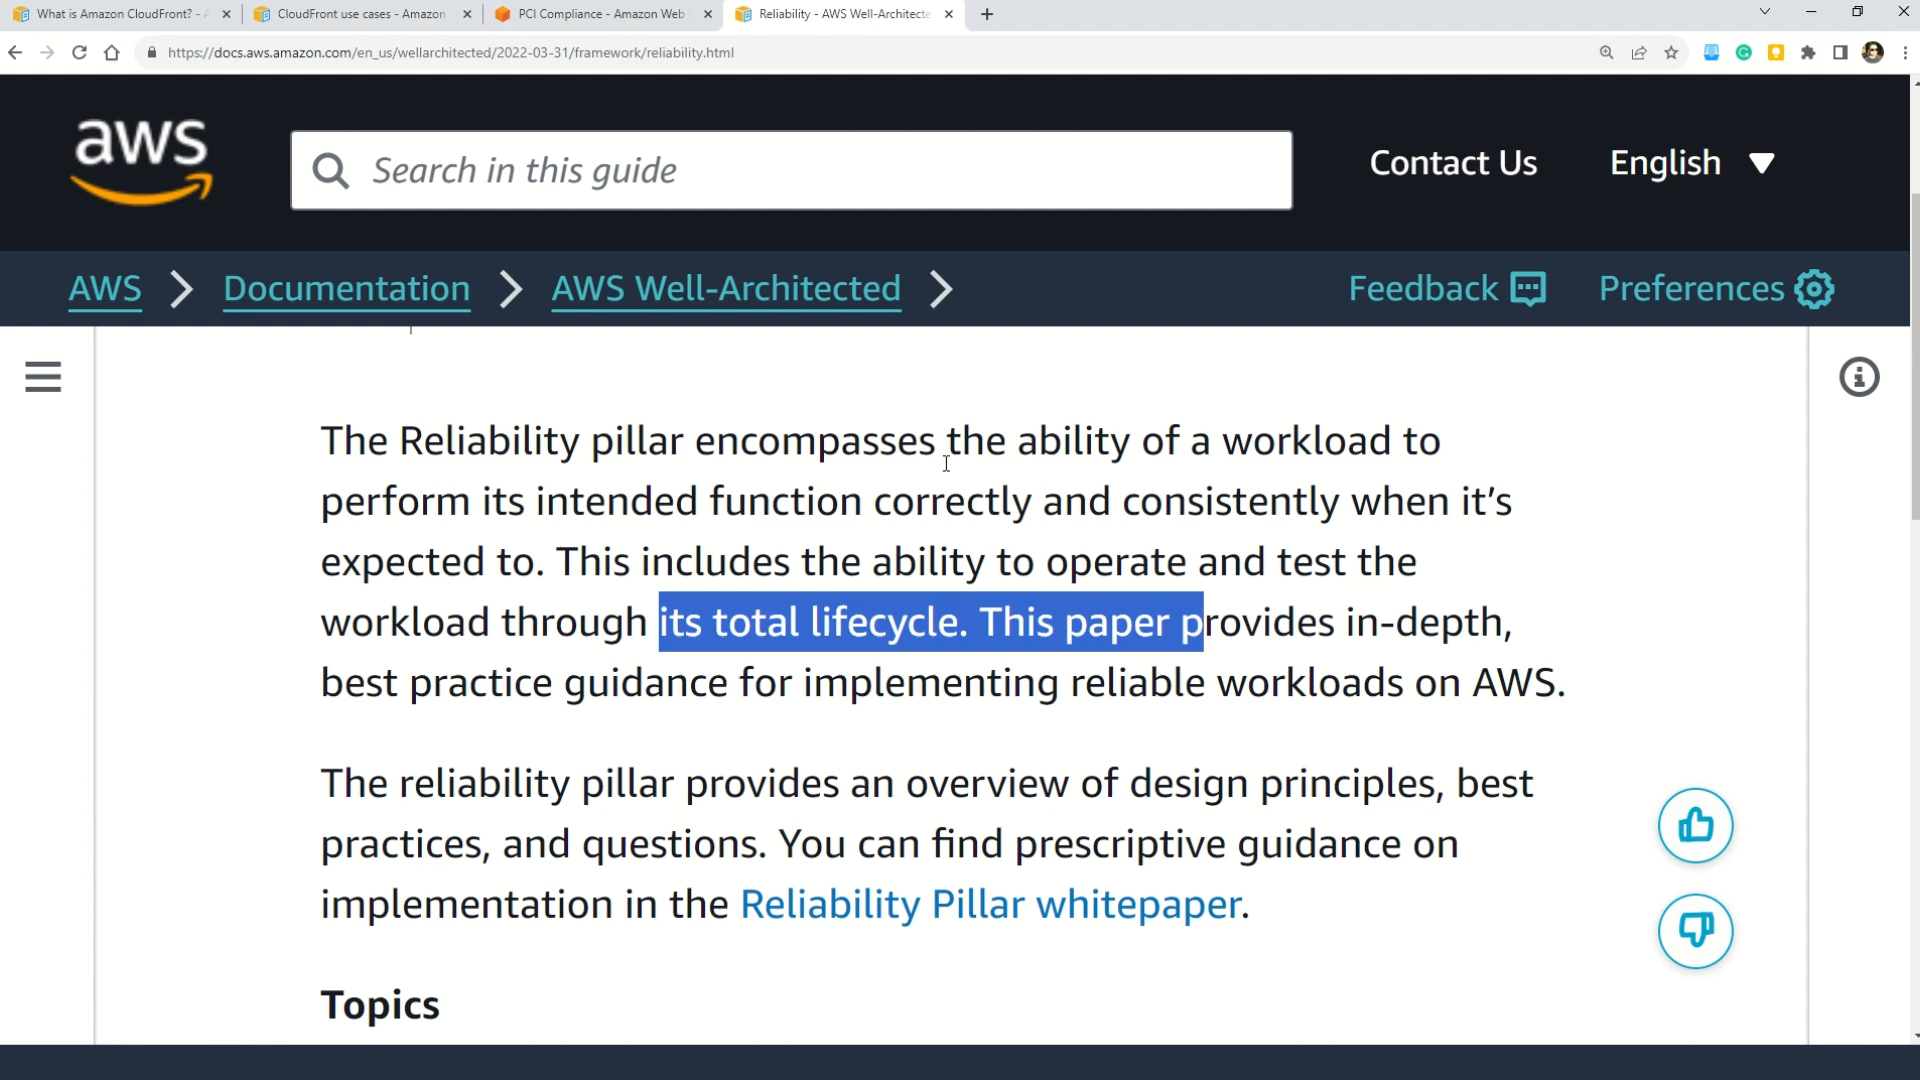 What is Amazon CloudFront? -
CloudFront use cases - Amazon
PCI Compliance - Amazon Web
Reliability - AWS Well-Architecte
https://docs.aws.amazon.com/en_us/wellarchitected/2022-03-31/framework/reliability.html
aws
Search in this guide
Contact Us
English
AWS
Documentation
AWS Well-Architected
Feedback
Preferences
The Reliability pillar encompasses the ability of a workload to
perform its intended function correctly and consistently when it’s
expected to. This includes the ability to operate and test the
workload through its total lifecycle. This paper provides in-depth,
best practice guidance for implementing reliable workloads on AWS.
The reliability pillar provides an overview of design principles, best
practices, and questions. You can find prescriptive guidance on
implementation in the Reliability Pillar whitepaper.
Topics